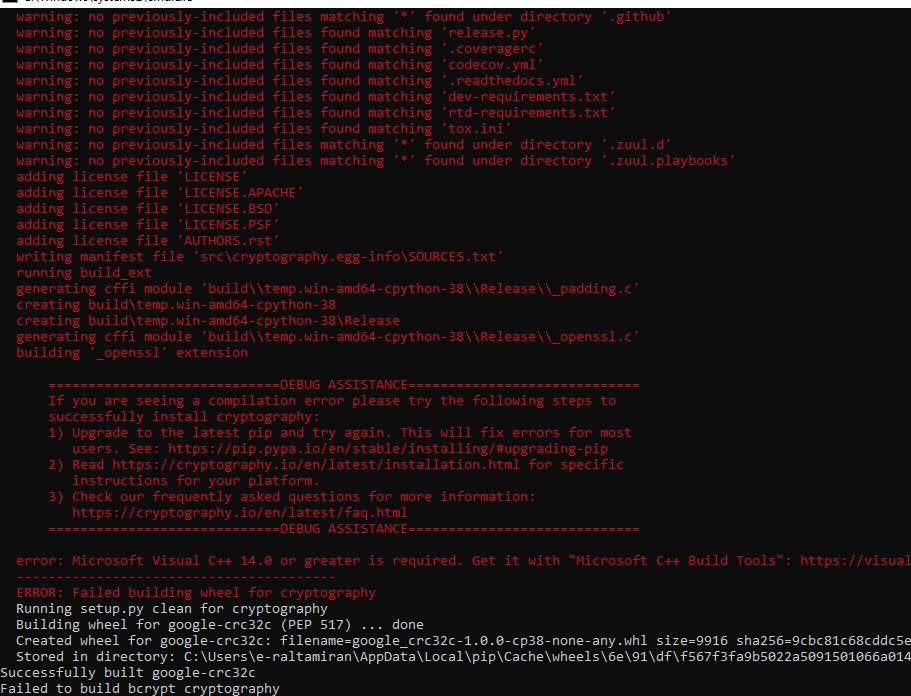 warning: no previously-included files matching '*' found under directory '.github'
warning: no previously-included files found matching 'release.py'
warning: no previously-included files found matching '.coveragerc'
warning: no previously-included files found matching 'codecov.yml'
warning: no previously-included files found matching '.readthedocs.yml'
warning: no previously-included files found matching 'dev-requirements.txt'
warning: no previously-included files found matching 'rtd-requirements.txt'
warning: no previously-included files found matching 'tox.ini'
warning: no previously-included files matching '*' found under directory '.zuul.d'
warning: no previously-included files matching '*' found under directory '.zuul.playbooks'
adding license file 'LICENSE'
adding license file 'LICENSE.APACHE'
adding license file 'LICENSE.BSD'
adding license file 'LICENSE.PSF'
adding license file 'AUTHORS.rst'
writing manifest file 'src\cryptography.egg-info\SOURCES.txt'
running build_ext
generating cffi module 'build\\temp.win-amd64-cpython-38\\Release\\_padding.c'
creating build\temp.win-amd64-cpython-38
creating build\temp.win-amd64-cpython-38\Release
generating cffi module 'build\\temp.win-amd64-cpython-38\\Release\\_openssl.c'
building '_openssl' extension
=============================DEBUG ASSISTANCE=============================
If you are seeing a compilation error please try the following steps to
successfully install cryptography:
1) Upgrade to the latest pip and try again. This will fix errors for most
users. See: https://pip.pypa.io/en/stable/installing/#upgrading-pip
2) Read https://cryptography.io/en/latest/installation.html for specific
instructions for your platform.
3) Check our frequently asked questions for more information:
https://cryptography.io/en/latest/faq.html
=============================DEBUG ASSISTANCE=============================
error: Microsoft Visual C++ 14.0 or greater is required. Get it with "Microsoft C++ Build Tools": https://visual
----------------------------------------
ERROR: Failed building wheel for cryptography
Running setup.py clean for cryptography
Building wheel for google-crc32c (PEP 517) ... done
Created wheel for google-crc32c: filename=google_crc32c-1.0.0-cp38-none-any.whl size=9916 sha256=9cbc81c68cddc5e
Stored in directory: C:\Users\e-raltamiran\AppData\Local\pip\Cache\wheels\6e\91\df\f567f3fa9b5022a5091501066a014
Successfully built google-crc32c
Failed to build bcrypt cryptography